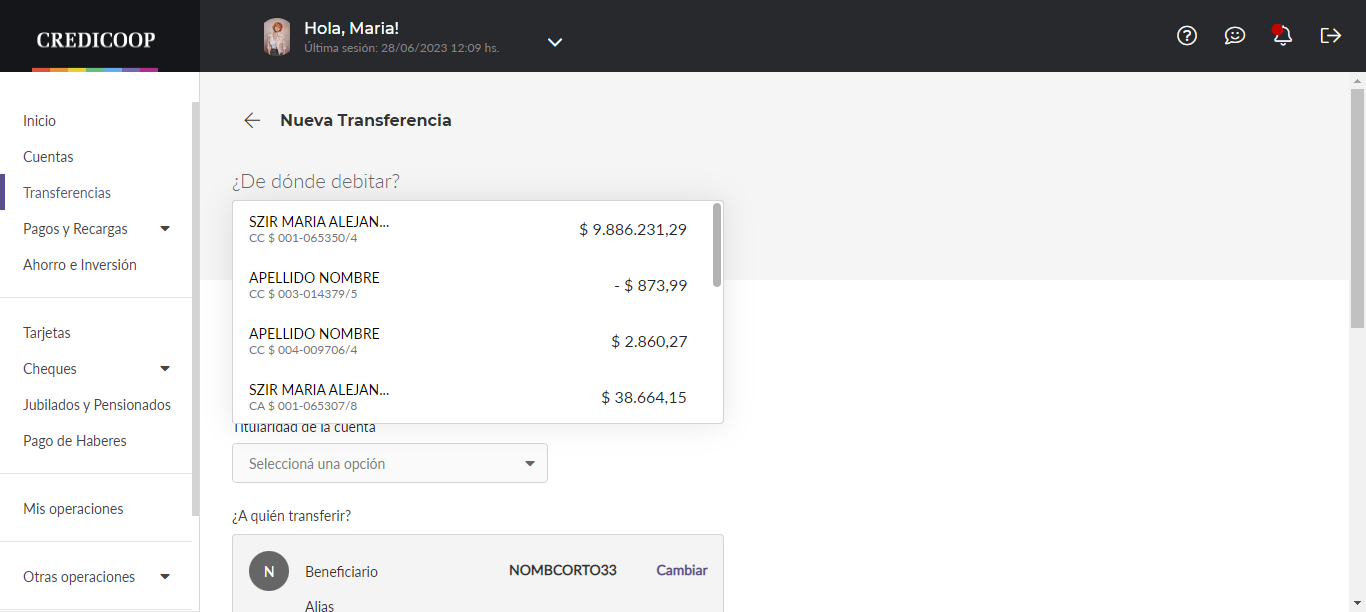 CREDICOOP
Hola, Maria!
Última sesión: 28/06/2023 12:09 hs.
Inicio
Cuentas
Transferencias
Pagos y Recargas
Ahorro e Inversión
Tarjetas
Cheques
Jubilados y Pensionados
Pago de Haberes
Mis operaciones
Otras operaciones
Nueva Transferencia
¿De dónde debitar?
SZIR MARIA ALEJAN... $ 9.886.231,29
CC $ 001-065350/4
APELLIDO NOMBRE - $ 873,99
CC $ 003-014379/5
APELLIDO NOMBRE $ 2.860,27
CC $ 004-009706/4
SZIR MARIA ALEJAN... $ 38.664,15
CA $ 001-065307/8
Titularidad de la cuenta
Seleccioná una opción
¿A quién transferir?
N Beneficiario NOMBCORTO33 Cambiar
Alias